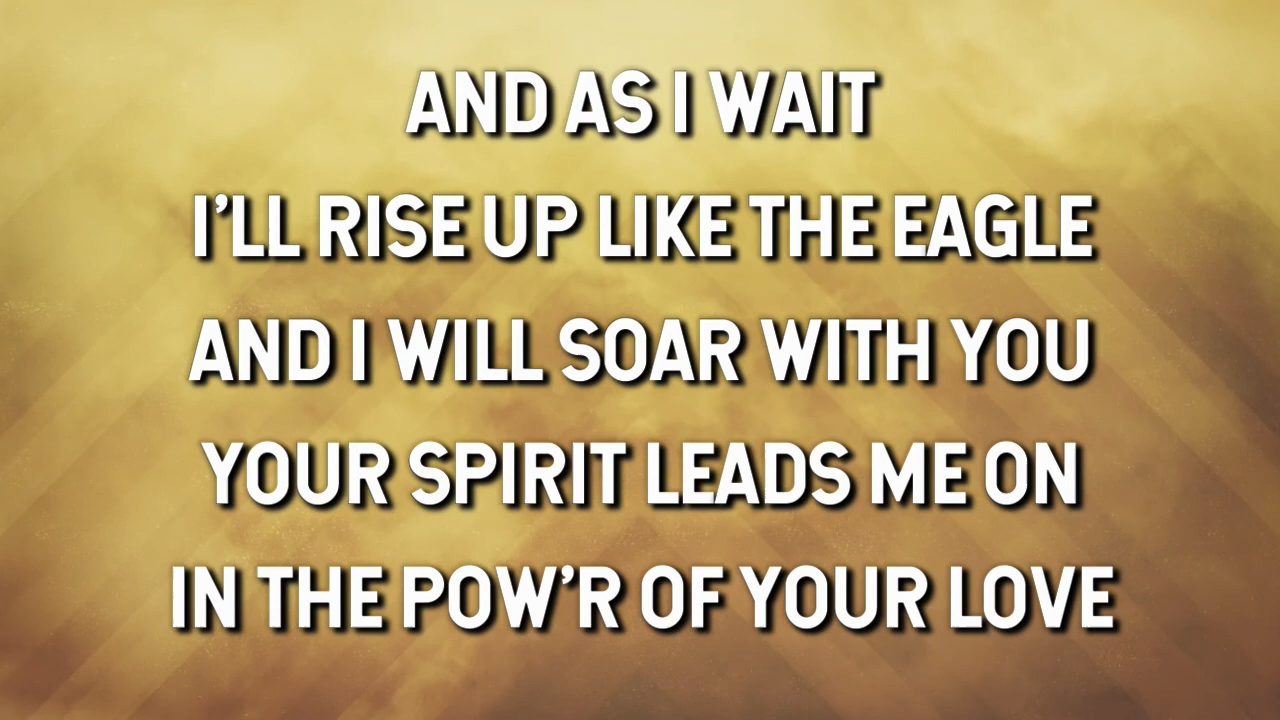 AND AS I WAIT
I'LL RISE UP LIKE THE EAGLE
AND I WILL SOAR WITH YOU
YOUR SPIRIT LEADS ME ON
IN THE POW'R OF YOUR LOVE